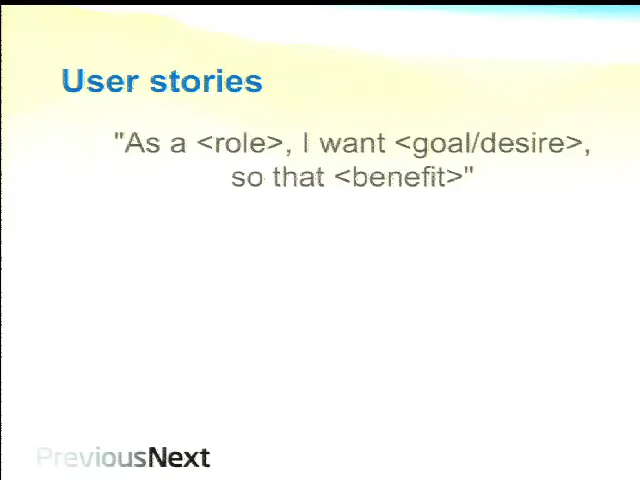 User stories
"As a <role>, I want <goal/desire>,
so that <benefit>"
PreviousNext